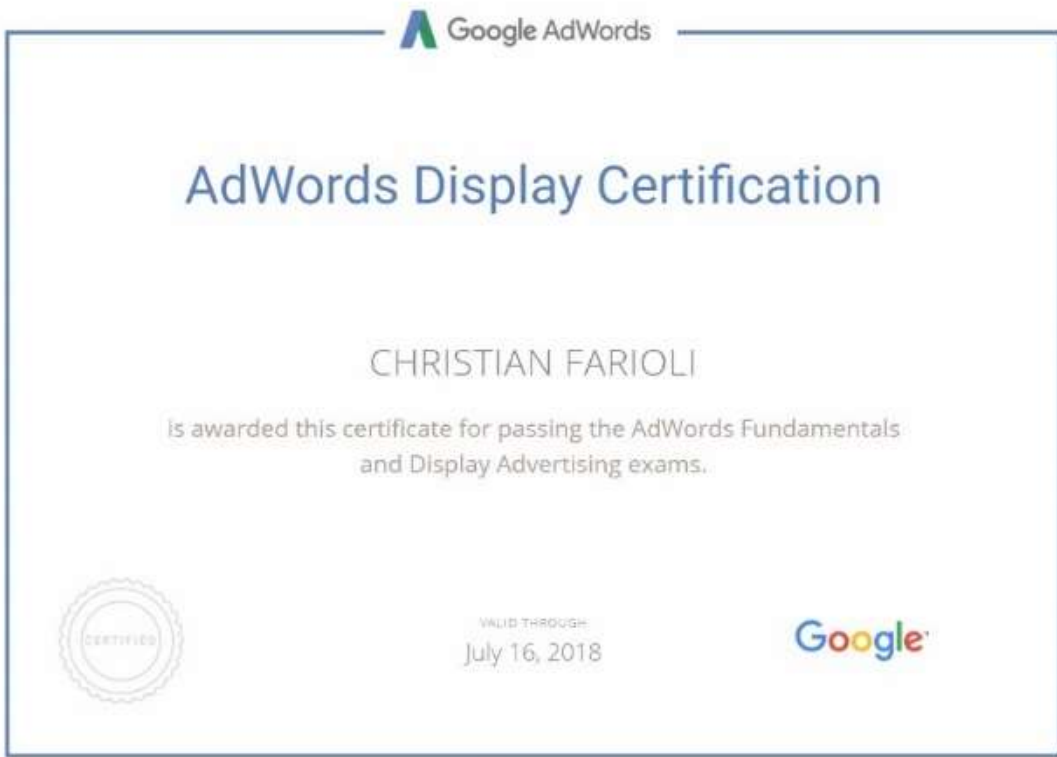 Google AdWords
AdWords Display Certification
CHRISTIAN FARIOLI
is awarded this certificate for passing the AdWords Fundamentals
and Display Advertising exams.
CERTIFIED
VALID THROUGH
July 16, 2018
Google